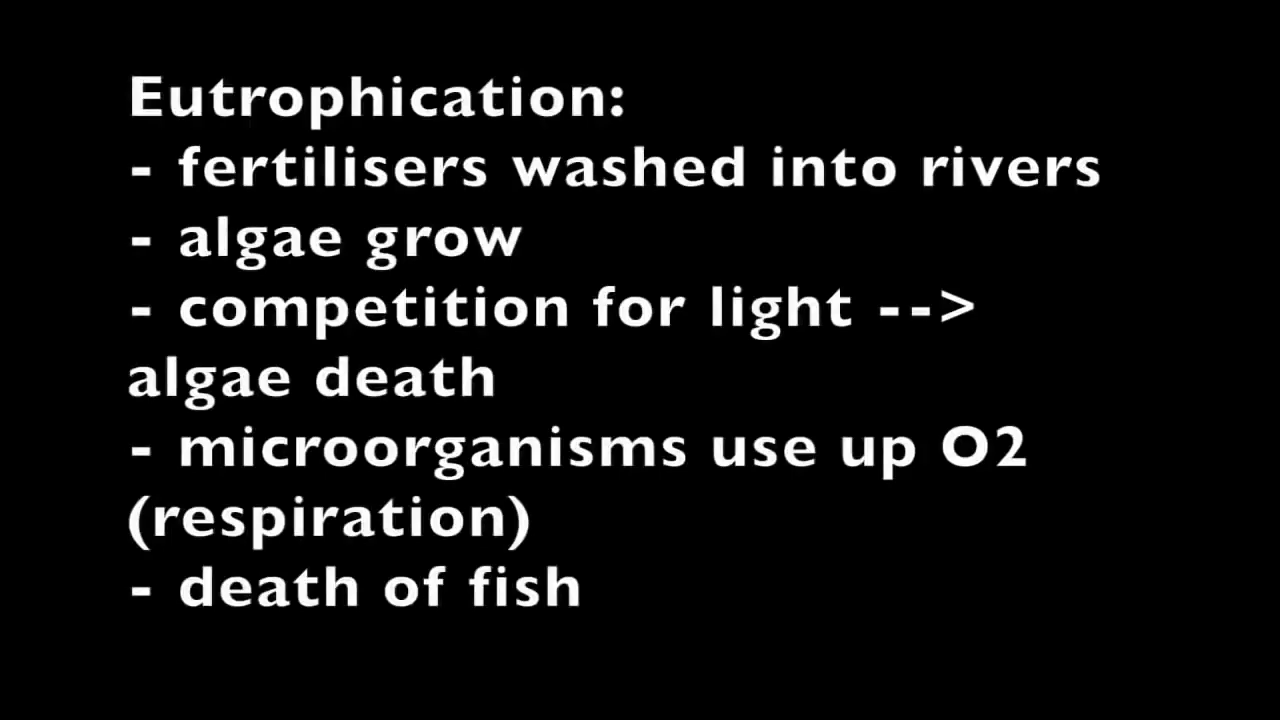 Eutrophication:
- fertilisers washed into rivers
- algae grow
- competition for light -->
algae death
- microorganisms use up O2
(respiration)
- death of fish